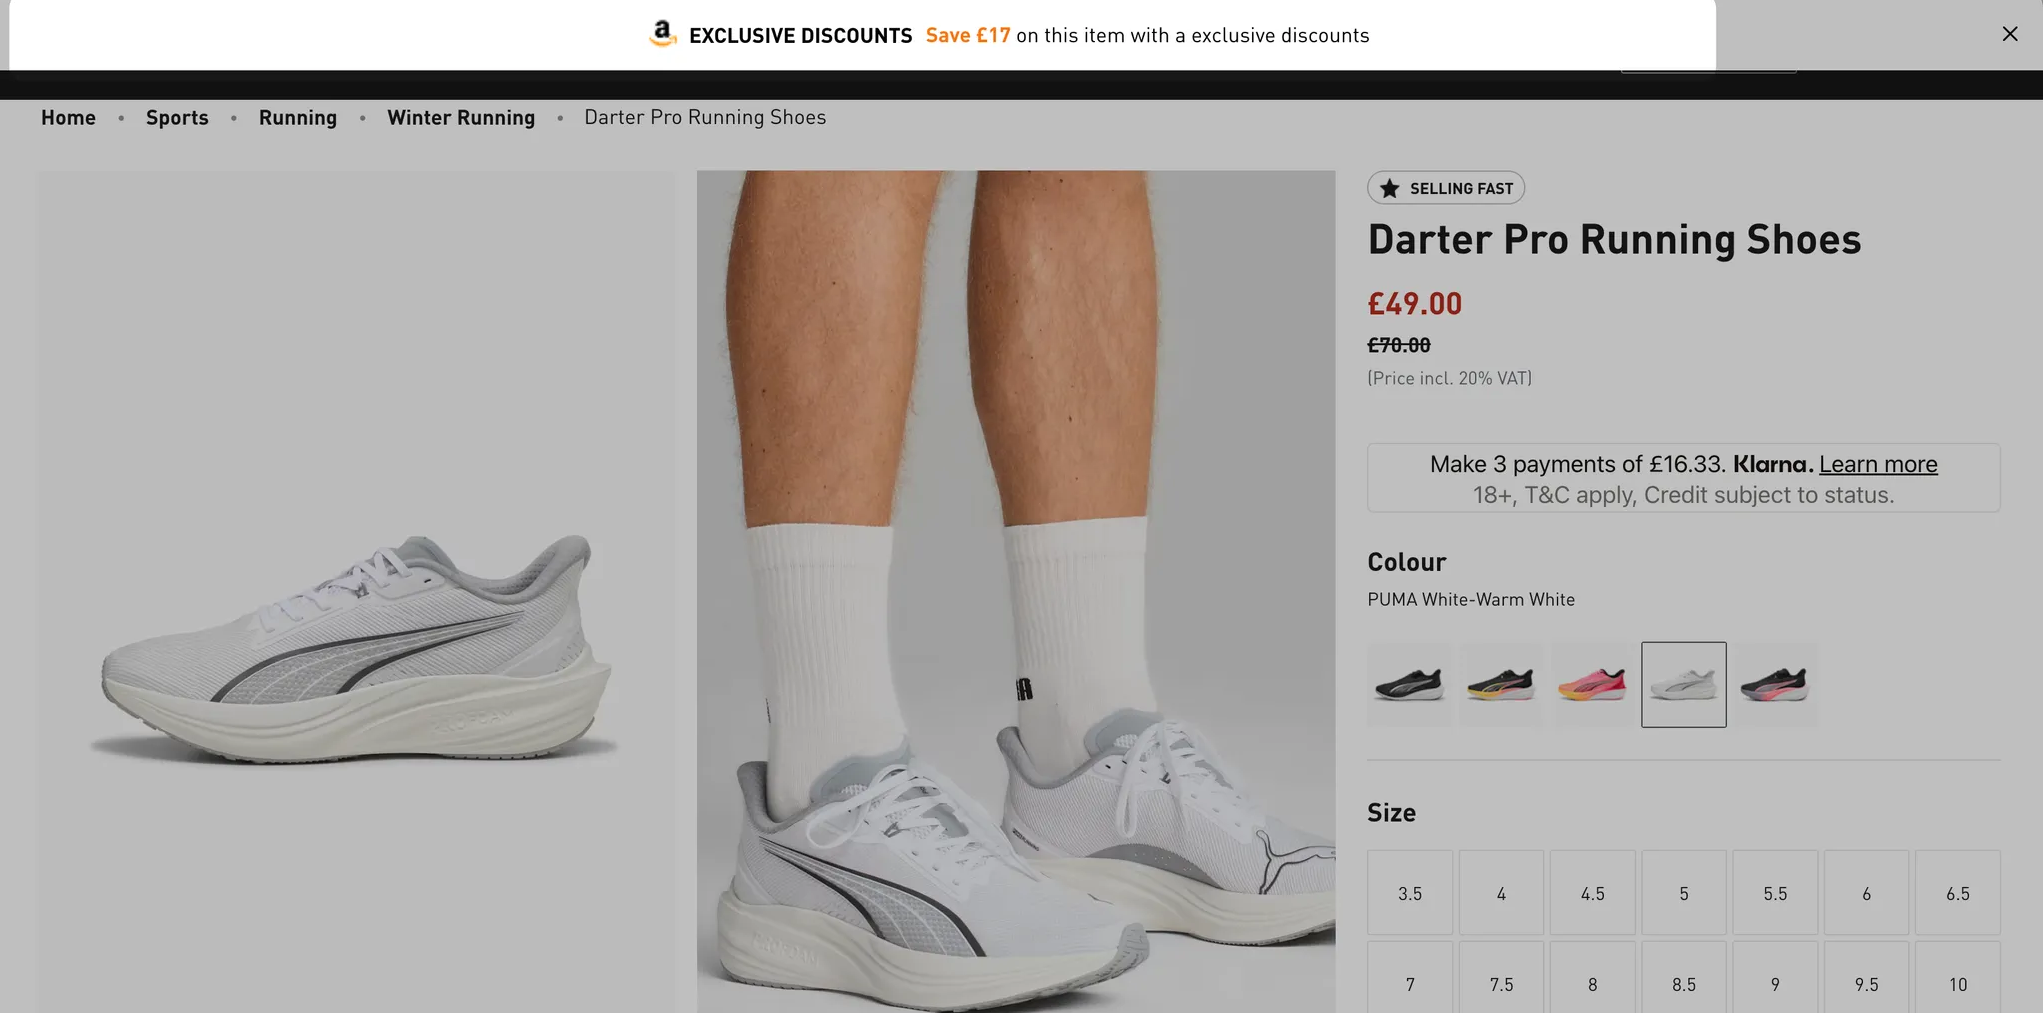 EXCLUSIVE DISCOUNTS Save £17 on this item with a exclusive discounts
Home • Sports • Running • Winter Running • Darter Pro Running Shoes
SELLING FAST
Darter Pro Running Shoes
£49.00
£70.00
(Price incl. 20% VAT)
Make 3 payments of £16.33. Klarna. Learn more
18+, T&C apply, Credit subject to status.
Colour
PUMA White-Warm White
Size
3.5 4 4.5 5 5.5 6 6.5
7 7.5 8 8.5 9 9.5 10